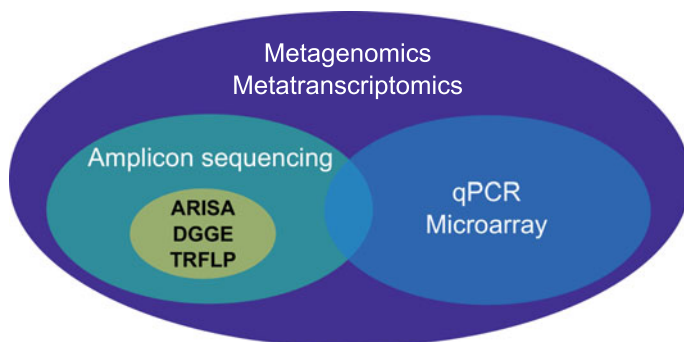 Metagenomics
Metatranscriptomics
Amplicon sequencing
ARISA
DGGE
TRFLP
qPCR
Microarray